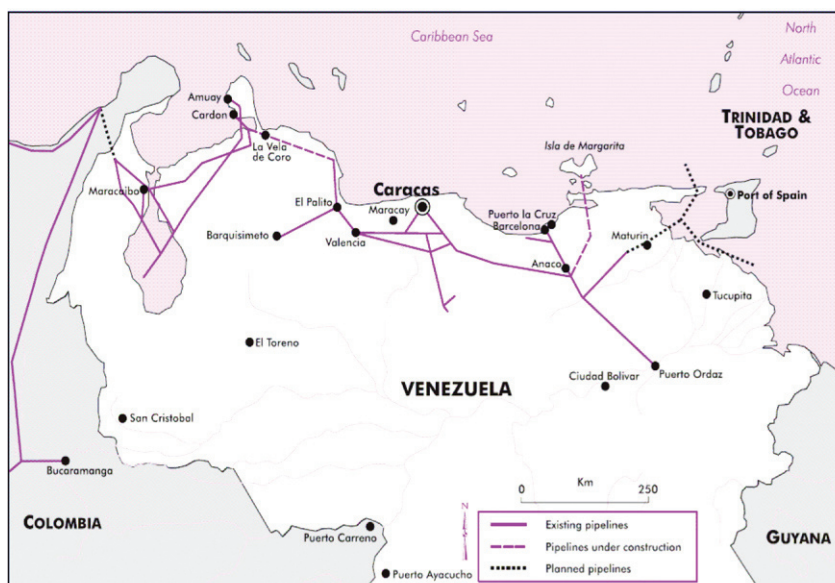 Caribbean Sea
North
Atlantic
Ocean
TRINIDAD &
TOBAGO
Amuay
Cardon
La Vela
de Coro
Isla de Margarita
Maracaibo
Caracas
Port of Spain
El Palito
Maracay
Puerto la Cruz
Barcelona
Barquisimeto
Valencia
Maturin
Anaco
Tucupita
El Toreno
Puerto Ordaz
Ciudad Bolivar
VENEZUELA
San Cristobal
Bucaramanga
Km
0 250
N
COLOMBIA
Existing pipelines
Pipelines under construction
Planned pipelines
GUYANA
Puerto Carreno
Puerto Ayacucho